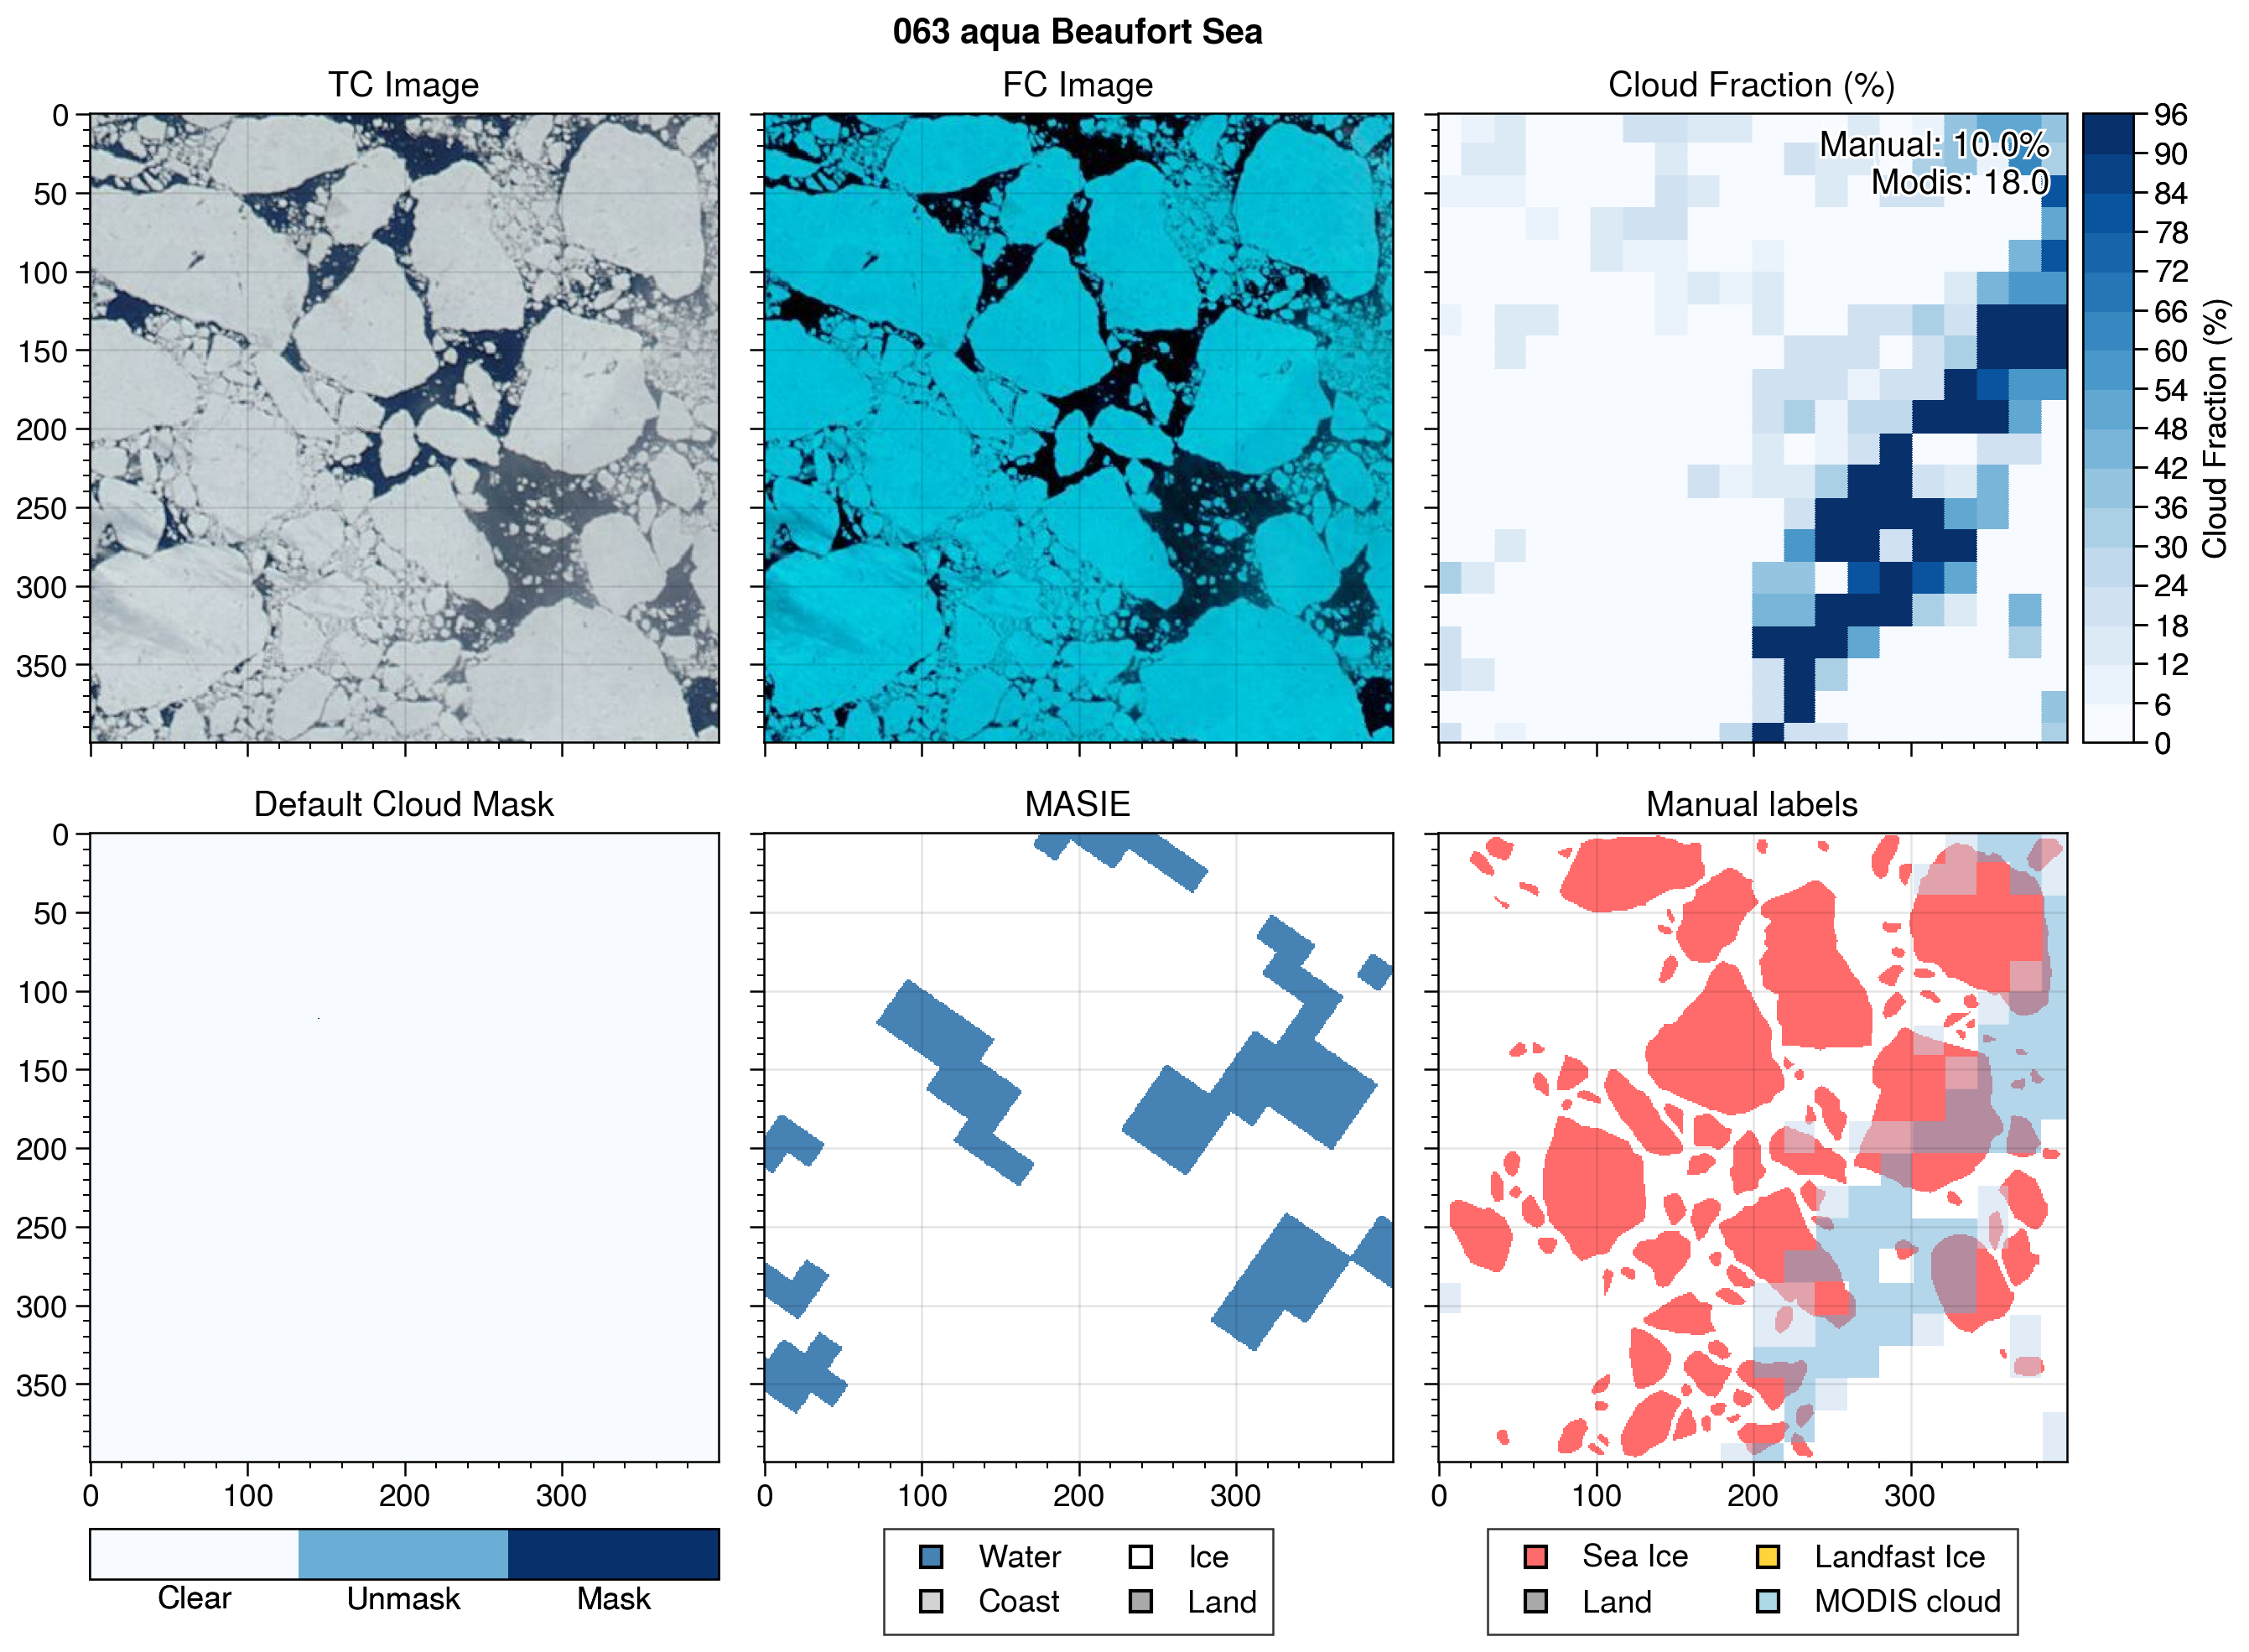 063 aqua Beaufort Sea
TC Image
FC Image
Cloud Fraction (%)
0
50
100
150
200
250
300
350
Manual: 10.0%
Modis: 18.0
96
90
84
78
72
66
60
54
48
42
36
30
24
18
12
6
0
Cloud Fraction (%)
Default Cloud Mask
MASIE
Manual labels
0
50
100
150
200
250
300
350
0 100 200 300
0 100 200 300
0 100 200 300
Clear Unmask Mask
Water Ice
Coast Land
Sea Ice Landfast Ice
Land MODIS cloud